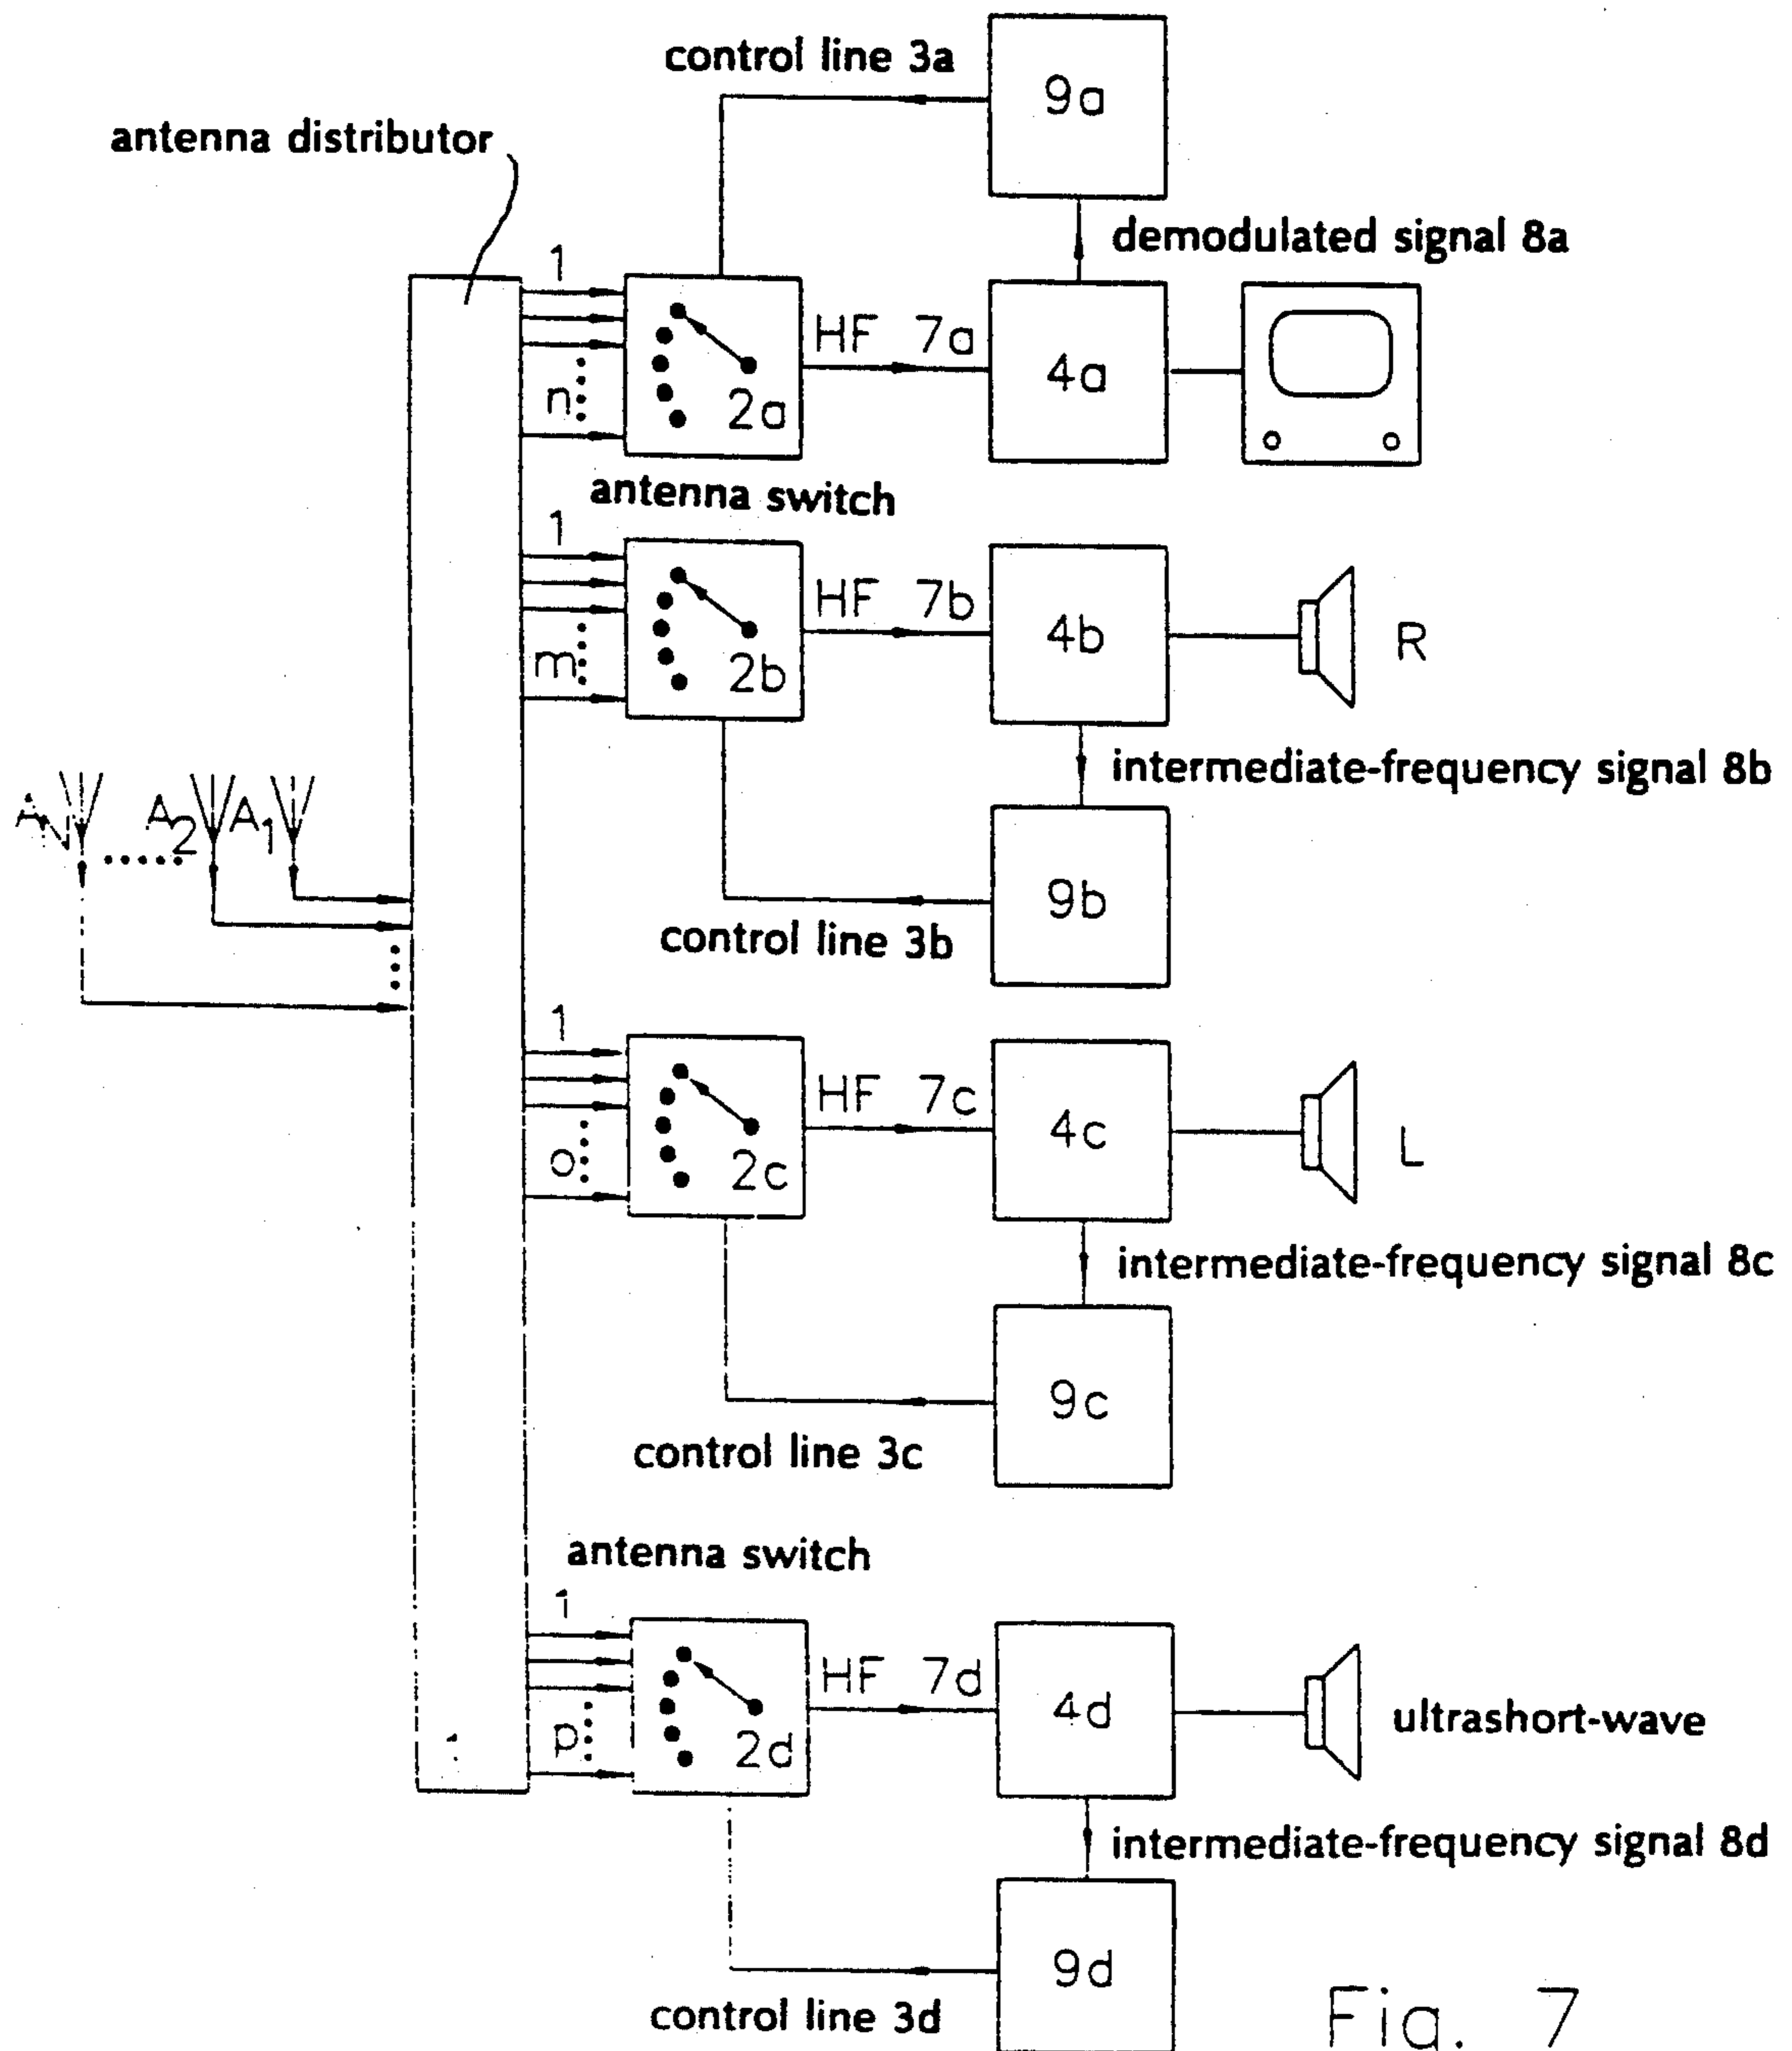 control line 3a
9a
antenna distributor
demodulated signal 8a
1
HF 7a
4a
n
2a
antenna switch
1
HF 7b
4b
R
m
2b
intermediate-frequency signal 8b
AN
A2
A1
9b
control line 3b
1
HF 7c
4c
L
o
2c
intermediate-frequency signal 8c
9c
control line 3c
antenna switch
1
HF 7d
4d
ultrashort-wave
p
2d
1
intermediate-frequency signal 8d
9d
control line 3d
Fig. 7